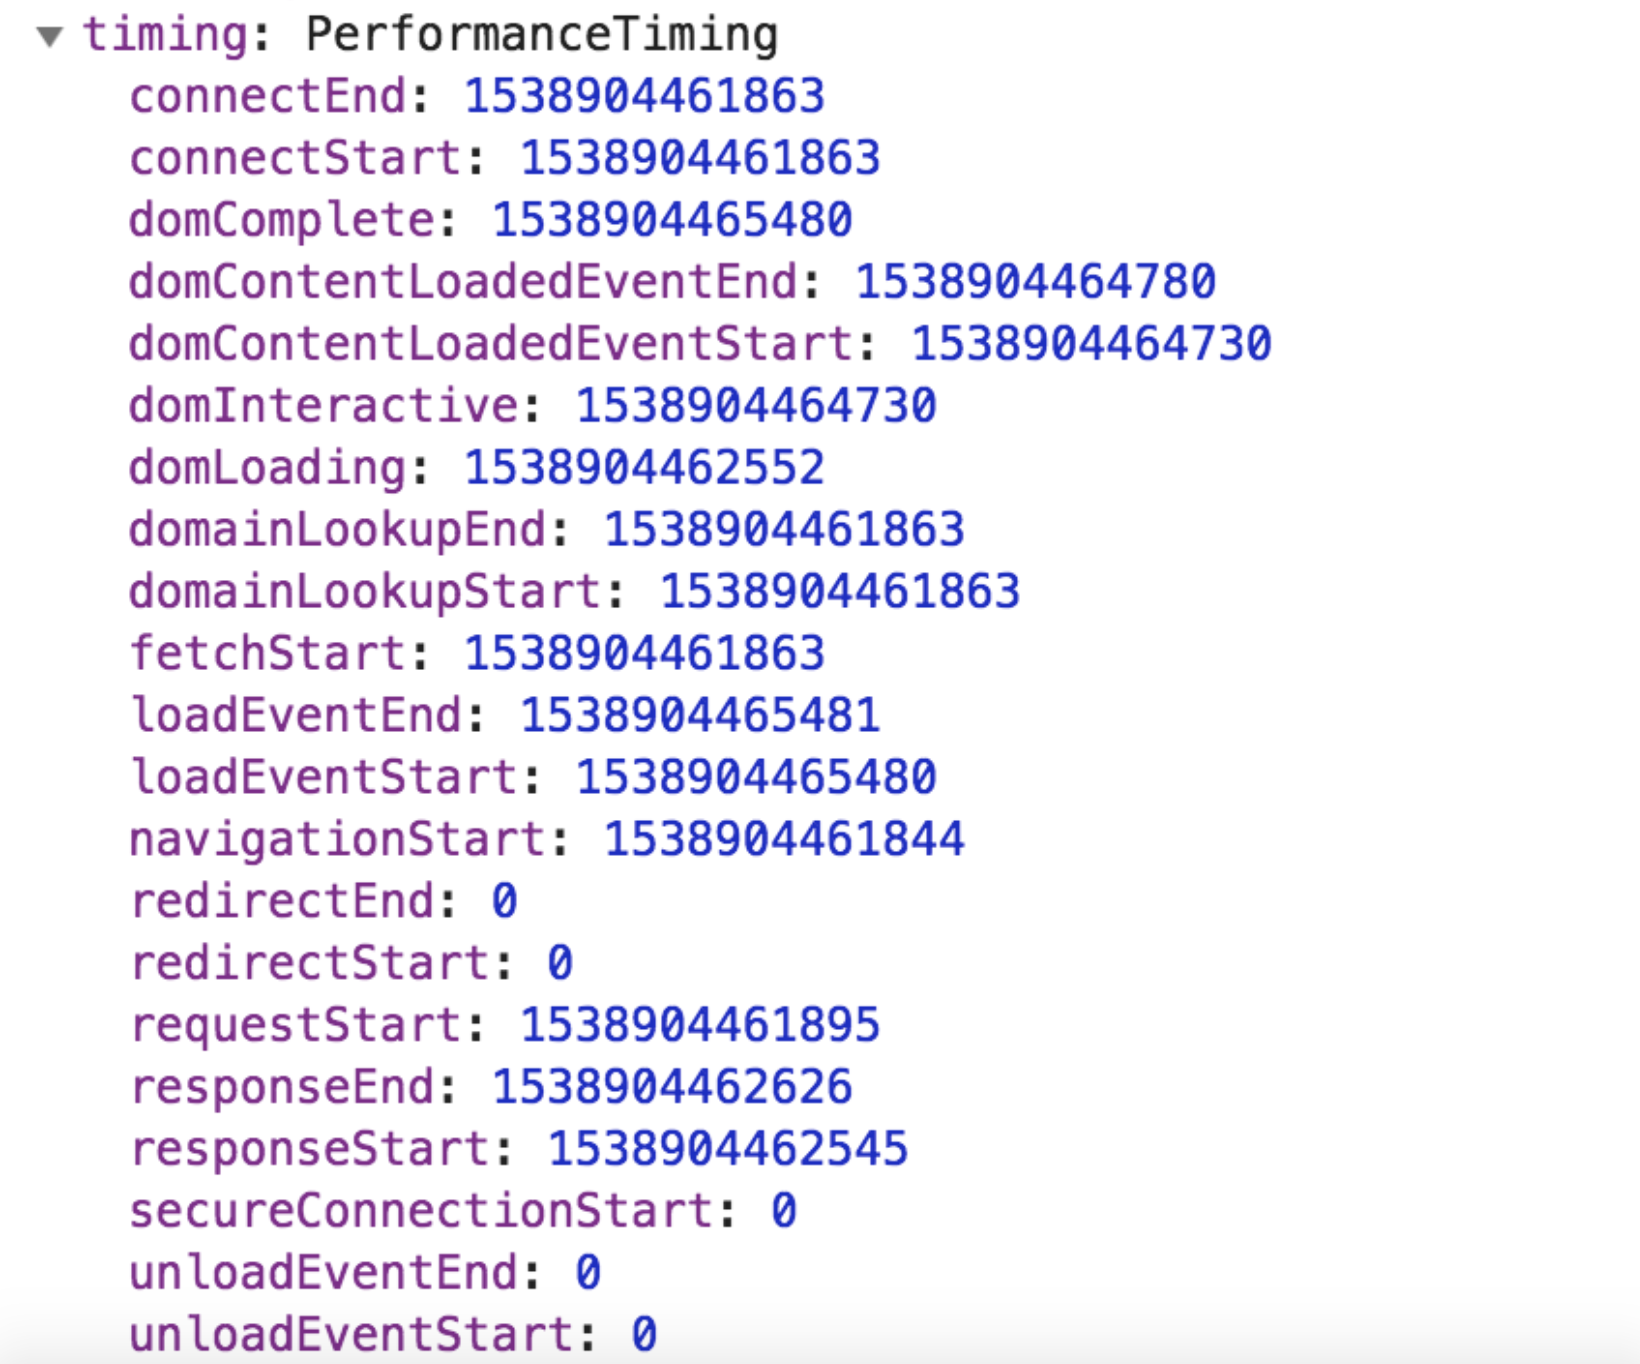 ▼ timing: PerformanceTiming
connectEnd: 1538904461863
connectStart: 1538904461863
domComplete: 1538904465480
domContentLoadedEventEnd: 1538904464780
domContentLoadedEventStart: 1538904464730
domInteractive: 1538904464730
domLoading: 1538904462552
domainLookupEnd: 1538904461863
domainLookupStart: 1538904461863
fetchStart: 1538904461863
loadEventEnd: 1538904465481
loadEventStart: 1538904465480
navigationStart: 1538904461844
redirectEnd: 0
redirectStart: 0
requestStart: 1538904461895
responseEnd: 1538904462626
responseStart: 1538904462545
secureConnectionStart: 0
unloadEventEnd: 0
unloadEventStart: 0